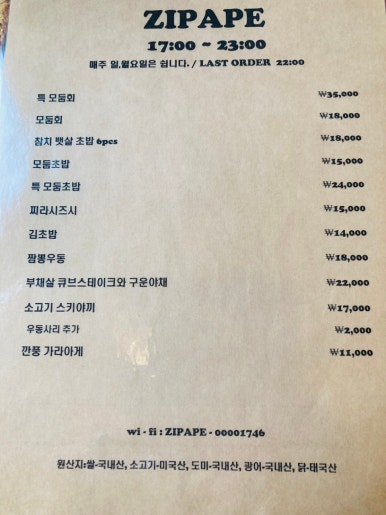 ZIPAPE
17:00 ~ 23:00
매주 일,월요일은 쉽니다. / LAST ORDER 22:00
특 모둠회 ₩35,000
모둠회 ₩18,000
참치 뱃살 초밥 6pcs ₩18,000
모둠초밥 ₩15,000
특 모둠초밥 ₩24,000
찌라시즈시 ₩15,000
김초밥 ₩14,000
짬뽕우동 ₩18,000
부채살 큐브스테이크와 구운야채 ₩22,000
소고기 스키야끼 ₩17,000
우동사리 추가 ₩2,000
깐풍 가라아게 ₩11,000
wi - fi : ZIPAPE - 00001746
원산지:쌀-국내산, 소고기-미국산, 도미-국내산, 광어-국내산, 닭-태국산